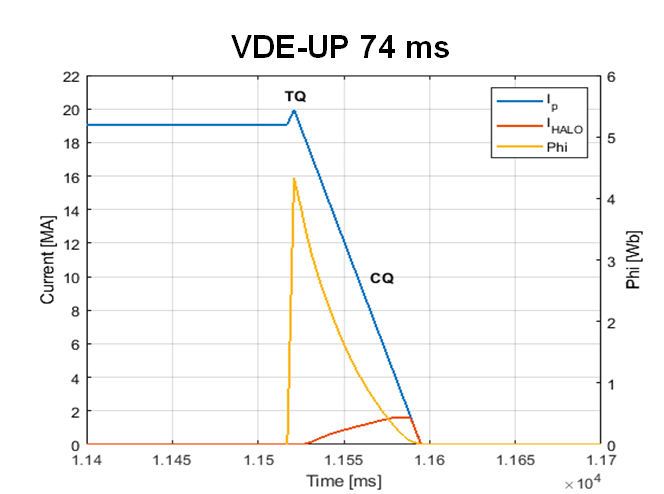 VDE-UP 74 ms
22
20
18
16
14
12
10
8
6
4
2
0
Current [MA]
TQ
CQ
I_p
I_HALO
Phi
6
5
4
3
2
1
0
Phi [Wb]
1.14 1.145 1.15 1.155 1.16 1.165 1.17
×10^4
Time [ms]